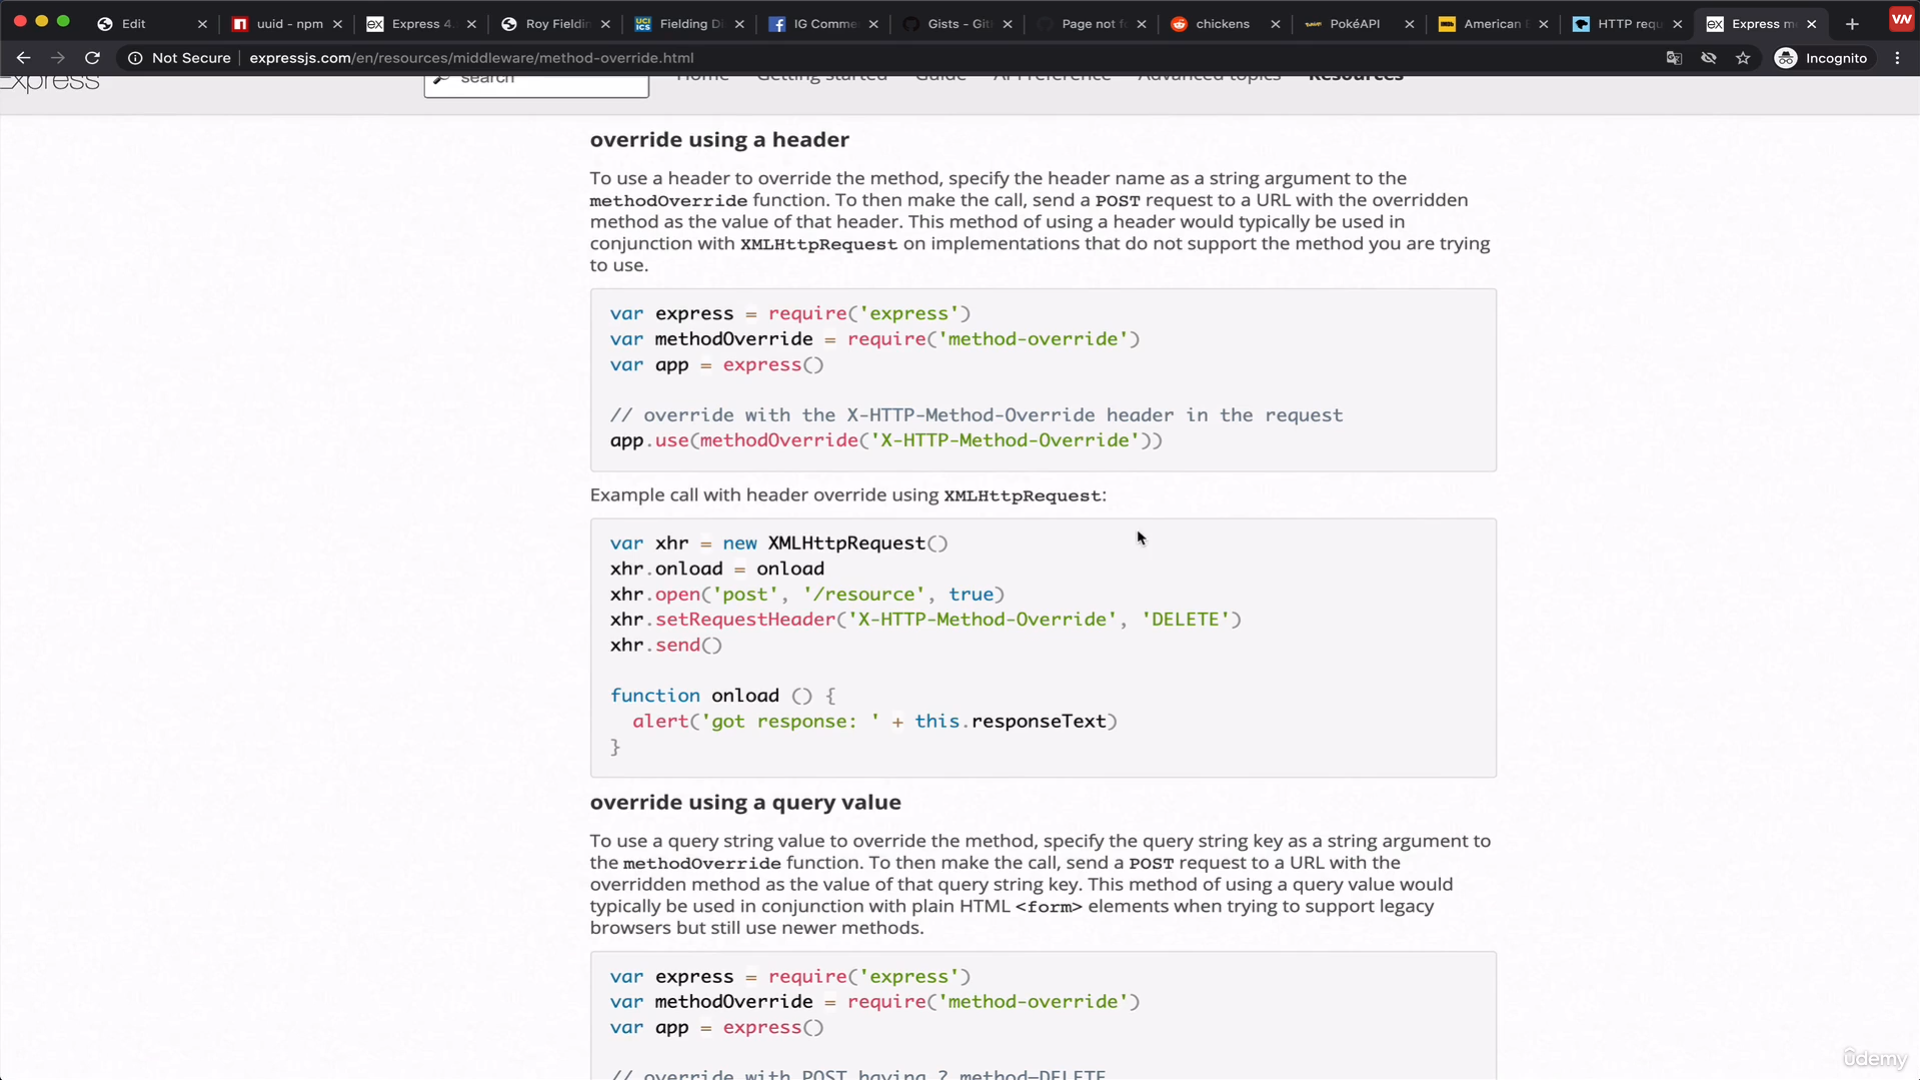 Edit
uuid - npm
Express 4.
Roy Fieldin
Fielding Di
IG Comme
Gists - Git
Page not f
chickens
PokéAPI
American
HTTP requ
Express m
VW
Not Secure
expressjs.com/en/resources/middleware/method-override.html
Incognito
Express
search
Home
Getting started
Guide
API Reference
Advanced topics
Resources
override using a header
To use a header to override the method, specify the header name as a string argument to the
methodOverride function. To then make the call, send a POST request to a URL with the overridden
method as the value of that header. This method of using a header would typically be used in
conjunction with XMLHttpRequest on implementations that do not support the method you are trying
to use.
var express = require('express')
var methodOverride = require('method-override')
var app = express()
// override with the X-HTTP-Method-Override header in the request
app.use(methodOverride('X-HTTP-Method-Override'))
Example call with header override using XMLHttpRequest:
var xhr = new XMLHttpRequest()
xhr.onload = onload
xhr.open('post', '/resource', true)
xhr.setRequestHeader('X-HTTP-Method-Override', 'DELETE')
xhr.send()
function onload () {
alert('got response: ' + this.responseText)
}
override using a query value
To use a query string value to override the method, specify the query string key as a string argument to
the methodOverride function. To then make the call, send a POST request to a URL with the
overridden method as the value of that query string key. This method of using a query value would
typically be used in conjunction with plain HTML <form> elements when trying to support legacy
browsers but still use newer methods.
var express = require('express')
var methodOverride = require('method-override')
var app = express()
// override with POST having ?_method=DELETE
ûdemy